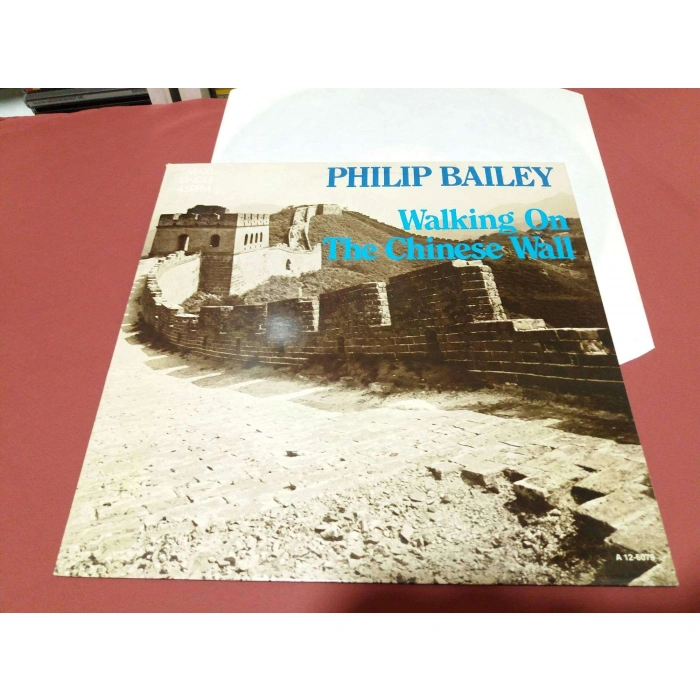 PHILIP BAILEY
Walking On
The Chinese Wall